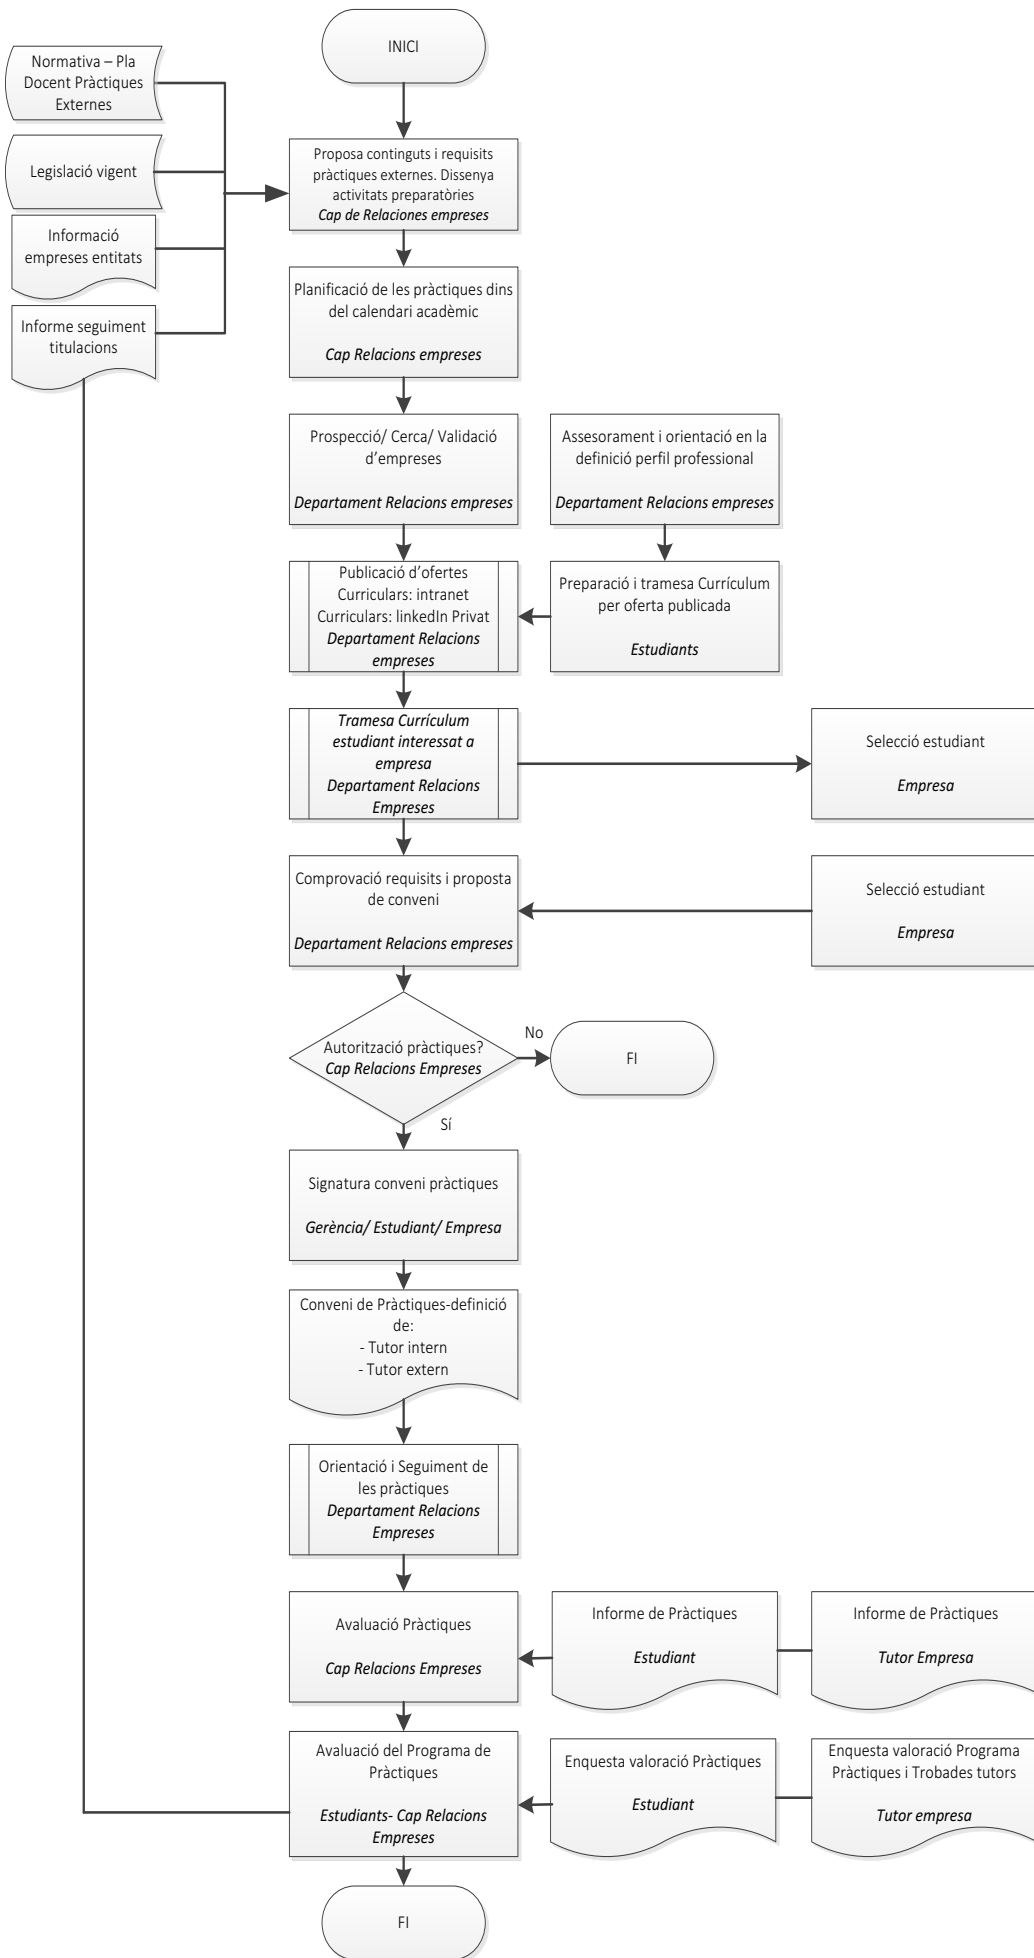 INICI
Normativa – Pla
Docent Pràctiques
Externes
Legislació vigent
Informació
empreses entitats
Informe seguiment
titulacions
Proposa continguts i requisits
pràctiques externes. Dissenya
activitats preparatòries
Cap de Relaciones empreses
Planificació de les pràctiques dins
del calendari acadèmic
Cap Relacions empreses
Prospecció/ Cerca/ Validació
d’empreses
Departament Relacions empreses
Assesorament i orientació en la
definició perfil professional
Departament Relacions empreses
Publicació d’ofertes
Curriculars: intranet
Curriculars: linkedIn Privat
Departament Relacions
empreses
Preparació i tramesa Currículum
per oferta publicada
Estudiants
Tramesa Currículum
estudiant interessat a
empresa
Departament Relacions
Empreses
Selecció estudiant
Empresa
Comprovació requisits i proposta
de conveni
Departament Relacions empreses
Selecció estudiant
Empresa
Autorització pràctiques?
Cap Relacions Empreses
No
FI
Sí
Signatura conveni pràctiques
Gerència/ Estudiant/ Empresa
Conveni de Pràctiques-definició
de:
- Tutor intern
- Tutor extern
Orientació i Seguiment de
les pràctiques
Departament Relacions
Empreses
Avaluació Pràctiques
Cap Relacions Empreses
Informe de Pràctiques
Estudiant
Informe de Pràctiques
Tutor Empresa
Avaluació del Programa de
Pràctiques
Estudiants- Cap Relacions
Empreses
Enquesta valoració Pràctiques
Estudiant
Enquesta valoració Programa
Pràctiques i Trobades tutors
Tutor empresa
FI